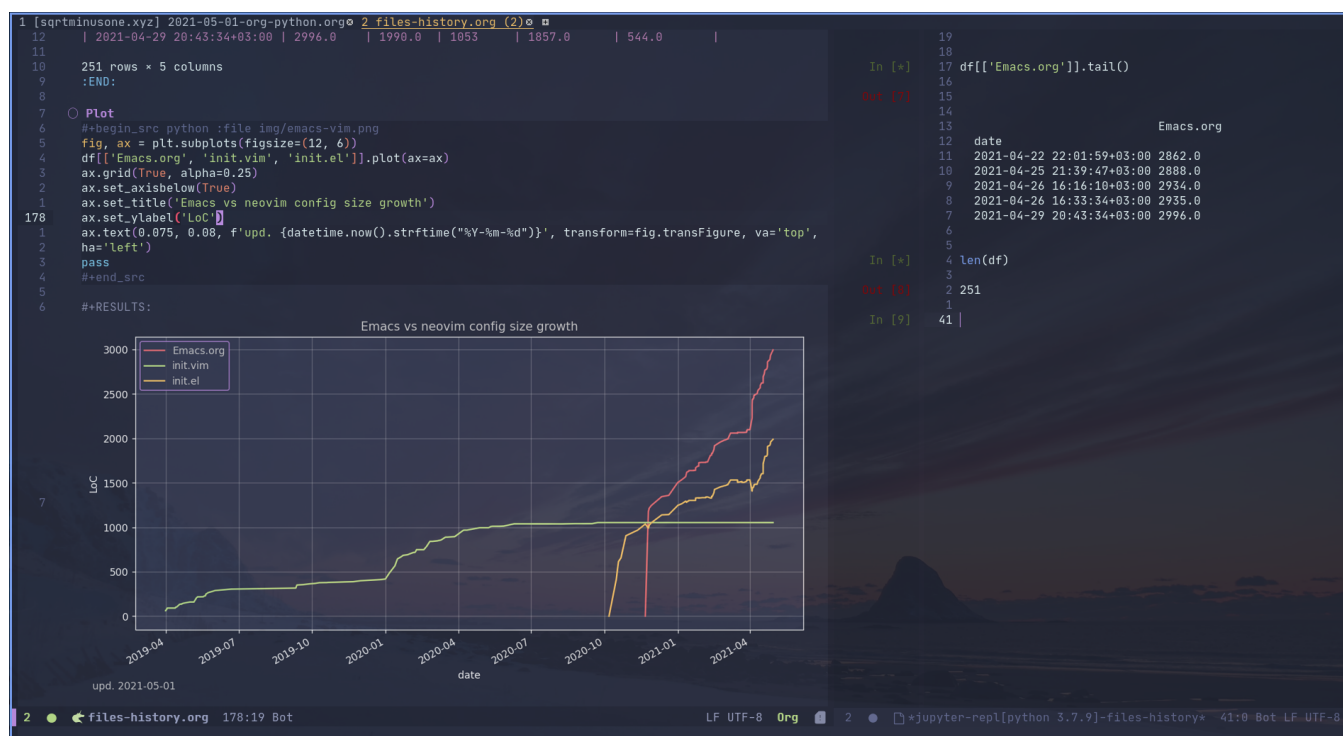 1 [sqrtminusone.xyz] 2021-05-01-org-python.org 2 files-history.org (2)
12 | 2021-04-29 20:43:34+03:00 | 2996.0 | 1990.0 | 1053 | 1857.0 | 544.0 |
11
10 251 rows × 5 columns
9 :END:
8
7 Plot
6 #+begin_src python :file img/emacs-vim.png
5 fig, ax = plt.subplots(figsize=(12, 6))
4 df[['Emacs.org', 'init.vim', 'init.el']].plot(ax=ax)
3 ax.grid(True, alpha=0.25)
2 ax.set_axisbelow(True)
1 ax.set_title('Emacs vs neovim config size growth')
178 ax.set_ylabel('LoC')
1 ax.text(0.075, 0.08, f'upd. {datetime.now().strftime("%Y-%m-%d")}', transform=fig.transFigure, va='top',
2 ha='left')
3 pass
4 #+end_src
5
6 #+RESULTS:
Emacs vs neovim config size growth
Emacs.org
init.vim
init.el
3000
2500
2000
1500
1000
500
0
LoC
7
2019-04 2019-07 2019-10 2020-01 2020-04 2020-07 2020-10 2021-01 2021-04
date
upd. 2021-05-01
2 files-history.org 178:19 Bot LF UTF-8 Org
19
18
In [*] 17 df[['Emacs.org']].tail()
16
15
14
13 Emacs.org
12 date
11 2021-04-22 22:01:59+03:00 2862.0
10 2021-04-25 21:39:47+03:00 2888.0
9 2021-04-26 16:16:10+03:00 2934.0
8 2021-04-26 16:33:34+03:00 2935.0
7 2021-04-29 20:43:34+03:00 2996.0
6
5
In [*] 4 len(df)
3
2 251
1
In [9] 41
2 *jupyter-repl[python 3.7.9]-files-history* 41:0 Bot LF UTF-8